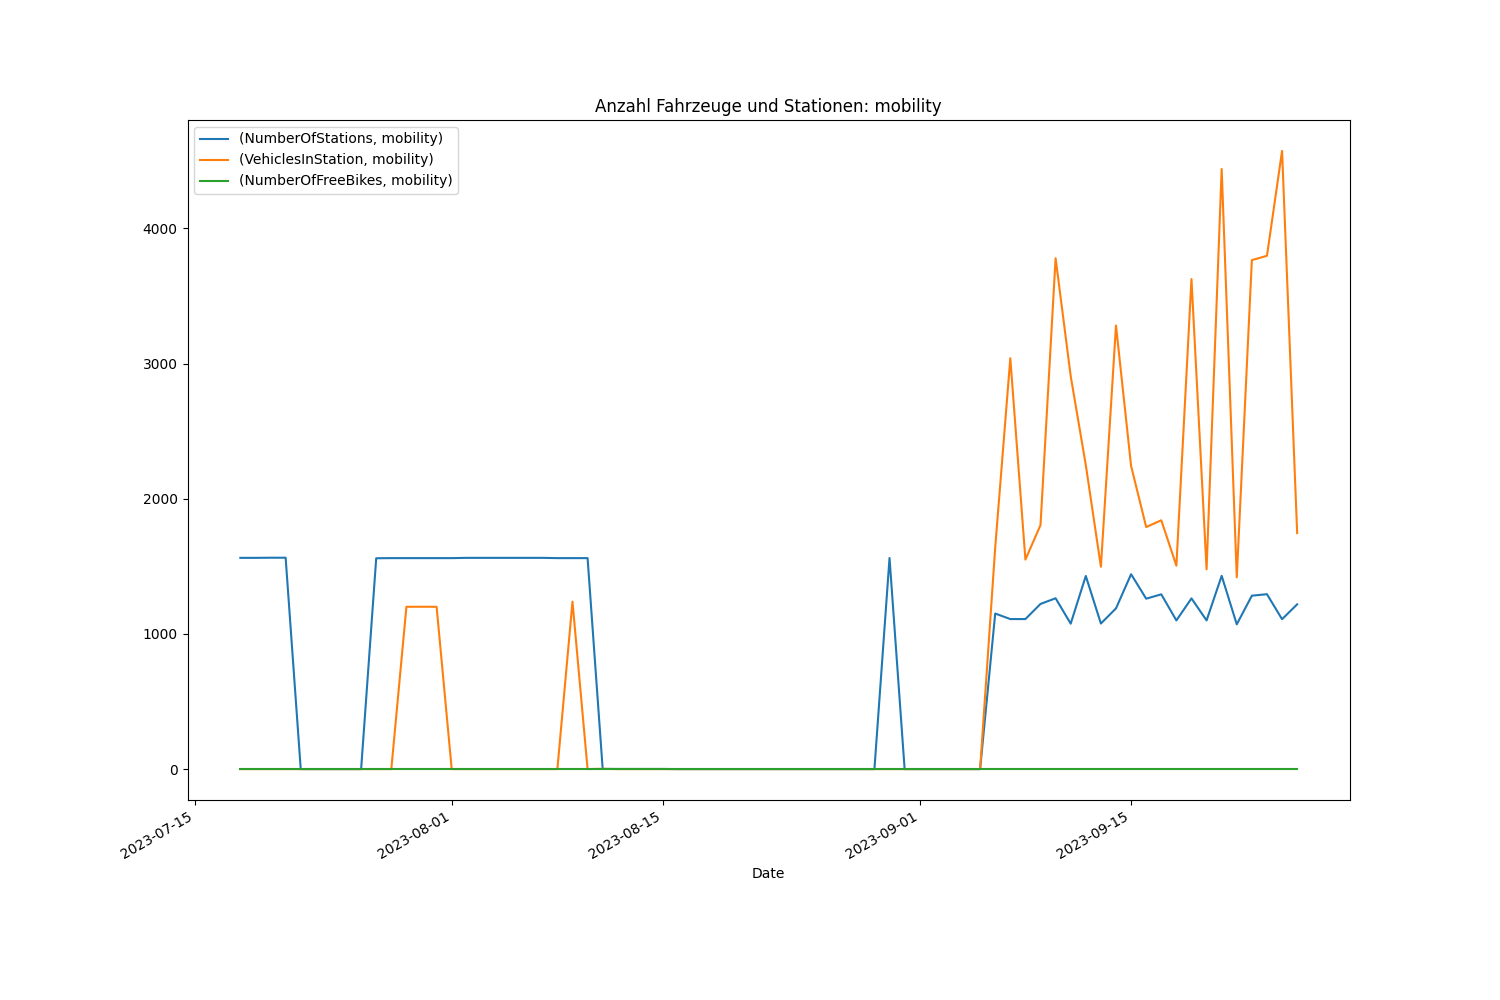 Anzahl Fahrzeuge und Stationen: mobility
(NumberOfStations, mobility)
(VehiclesInStation, mobility)
(NumberOfFreeBikes, mobility)
4000
3000
2000
1000
0
2023-07-15
2023-08-01
2023-08-15
2023-09-01
2023-09-15
Date